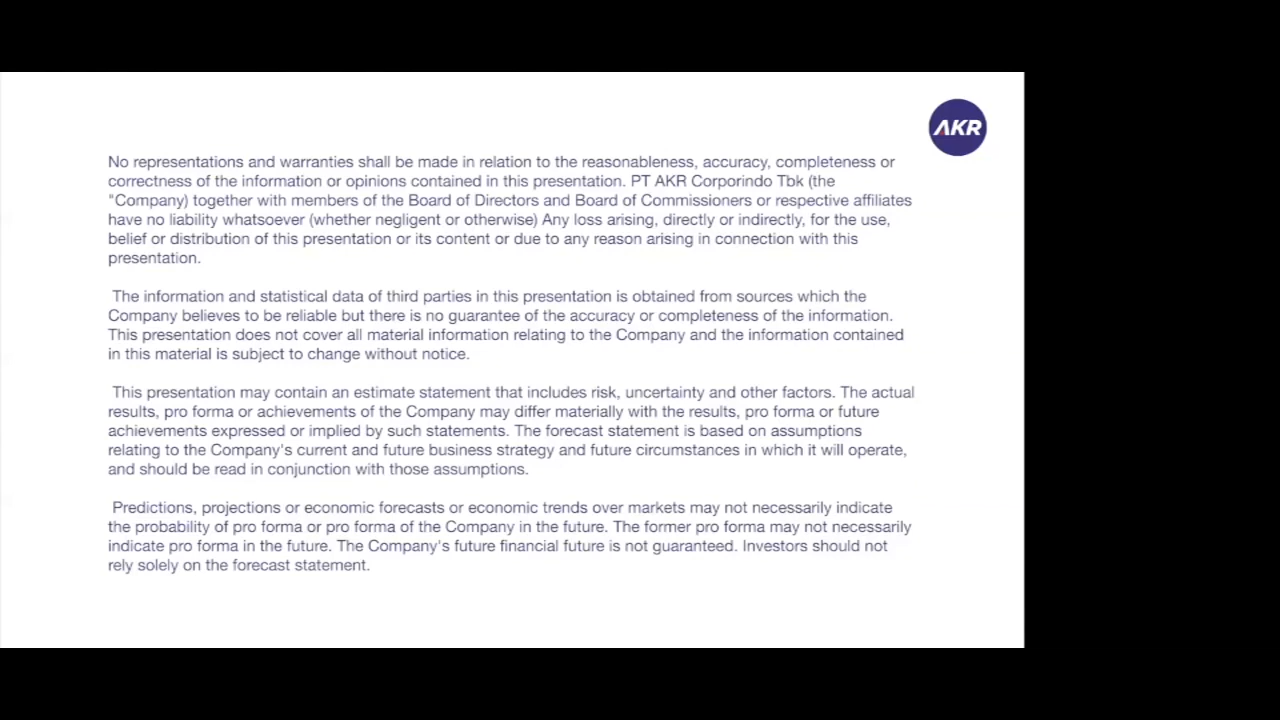 AKR
No representations and warranties shall be made in relation to the reasonableness, accuracy, completeness or
correctness of the information or opinions contained in this presentation. PT AKR Corporindo Tbk (the
"Company) together with members of the Board of Directors and Board of Commissioners or respective affiliates
have no liability whatsoever (whether negligent or otherwise) Any loss arising, directly or indirectly, for the use,
belief or distribution of this presentation or its content or due to any reason arising in connection with this
presentation.
The information and statistical data of third parties in this presentation is obtained from sources which the
Company believes to be reliable but there is no guarantee of the accuracy or completeness of the information.
This presentation does not cover all material information relating to the Company and the information contained
in this material is subject to change without notice.
This presentation may contain an estimate statement that includes risk, uncertainty and other factors. The actual
results, pro forma or achievements of the Company may differ materially with the results, pro forma or future
achievements expressed or implied by such statements. The forecast statement is based on assumptions
relating to the Company's current and future business strategy and future circumstances in which it will operate,
and should be read in conjunction with those assumptions.
Predictions, projections or economic forecasts or economic trends over markets may not necessarily indicate
the probability of pro forma or pro forma of the Company in the future. The former pro forma may not necessarily
indicate pro forma in the future. The Company's future financial future is not guaranteed. Investors should not
rely solely on the forecast statement.